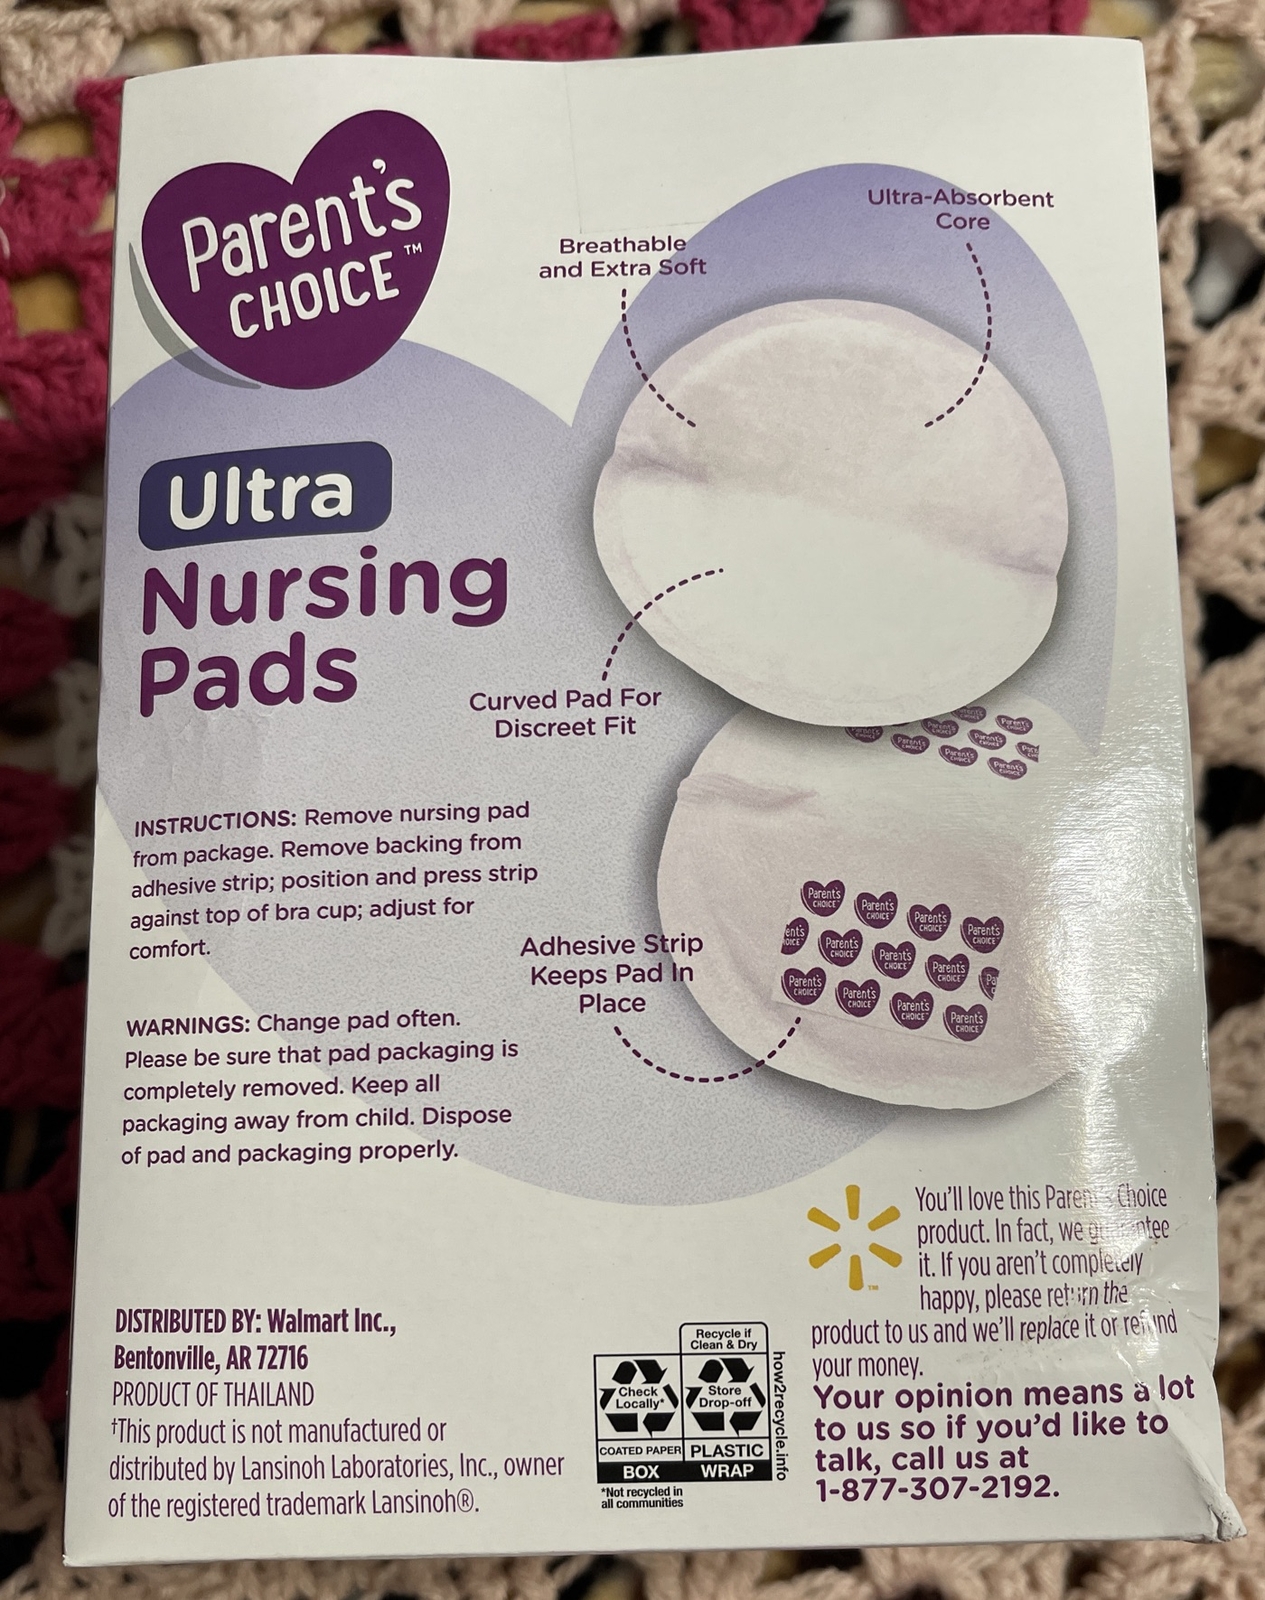 Parent's
CHOICE™
Ultra
Nursing
Pads
Breathable
and Extra Soft
Ultra-Absorbent
Core
Curved Pad For
Discreet Fit
Adhesive Strip
Keeps Pad In
Place
INSTRUCTIONS: Remove nursing pad
from package. Remove backing from
adhesive strip; position and press strip
against top of bra cup; adjust for
comfort.
WARNINGS: Change pad often.
Please be sure that pad packaging is
completely removed. Keep all
packaging away from child. Dispose
of pad and packaging properly.
DISTRIBUTED BY: Walmart Inc.,
Bentonville, AR 72716
PRODUCT OF THAILAND
†This product is not manufactured or
distributed by Lansinoh Laboratories, Inc., owner
of the registered trademark Lansinoh®.
Recycle if
Clean & Dry
Check
Locally*
Store
Drop-off
COATED PAPER
PLASTIC
BOX
WRAP
*Not recycled in
all communities
how2recycle.info
You'll love this Parent's Choice
product. In fact, we guarantee
it. If you aren't completely
happy, please return the
product to us and we'll replace it or refund
your money.
Your opinion means a lot
to us so if you'd like to
talk, call us at
1-877-307-2192.